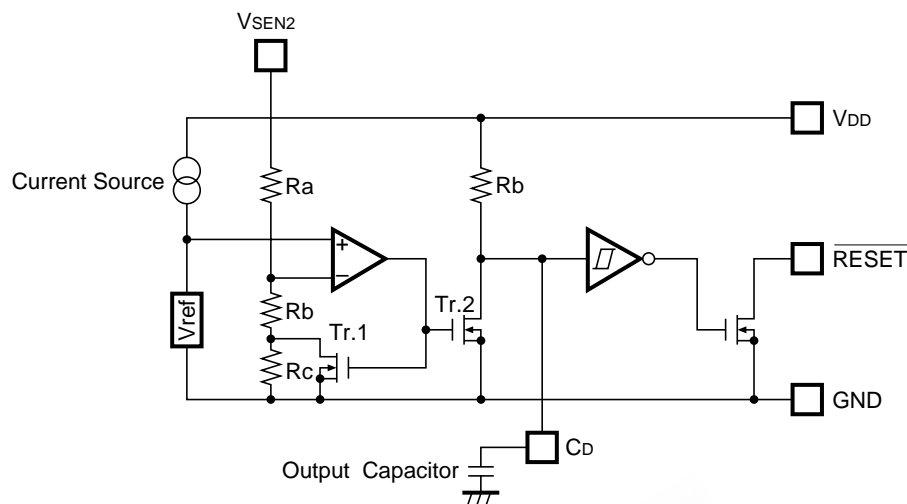 VSEN2
VDD
Current Source
Ra
Rb
+
−
RESET
Vref
Rb
Tr.1
Tr.2
Rc
GND
CD
Output Capacitor